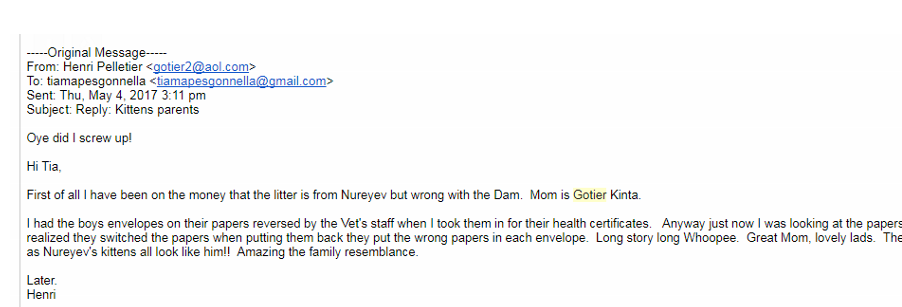 -----Original Message-----
From: Henri Pelletier <gotier2@aol.com>
To: tiamapesgonnella <tiamapesgonnella@gmail.com>
Sent: Thu, May 4, 2017 3:11 pm
Subject: Reply: Kittens parents
Oye did I screw up!
Hi Tia,
First of all I have been on the money that the litter is from Nureyev but wrong with the Dam.  Mom is Gotier Kinta.
I had the boys envelopes on their papers reversed by the Vet's staff when I took them in for their health certificates.   Anyway just now I was looking at the papers
realized they switched the papers when putting them back they put the wrong papers in each envelope.  Long story long Whoopee.  Great Mom, lovely lads.
as Nureyev's kittens all look like him!!  Amazing the family resemblance.
Later.
Henri